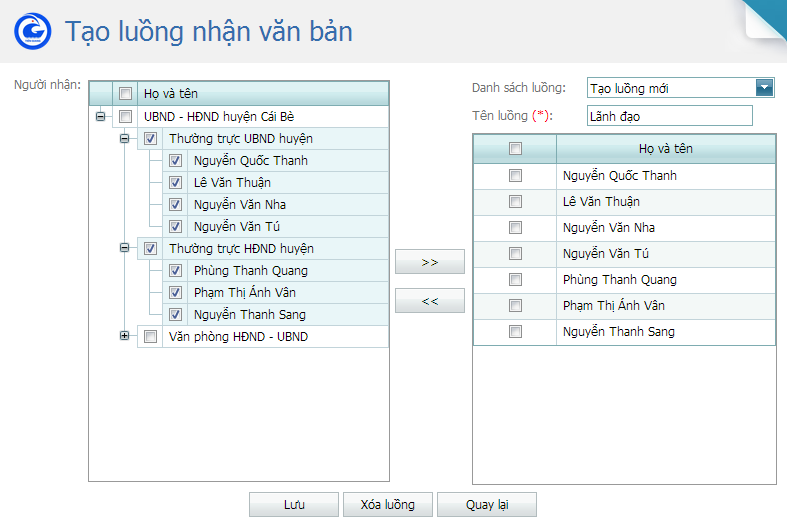 Tạo luồng nhận văn bản
Người nhận:
Họ và tên
UBND - HĐND huyện Cái Bè
Thường trực UBND huyện
Nguyễn Quốc Thanh
Lê Văn Thuận
Nguyễn Văn Nha
Nguyễn Văn Tú
Thường trực HĐND huyện
Phùng Thanh Quang
Phạm Thị Ánh Vân
Nguyễn Thanh Sang
Văn phòng HĐND - UBND
>>
<<
Danh sách luồng: Tạo luồng mới
Tên luồng (*): Lãnh đạo
Họ và tên
Nguyễn Quốc Thanh
Lê Văn Thuận
Nguyễn Văn Nha
Nguyễn Văn Tú
Phùng Thanh Quang
Phạm Thị Ánh Vân
Nguyễn Thanh Sang
Lưu Xóa luồng Quay lại